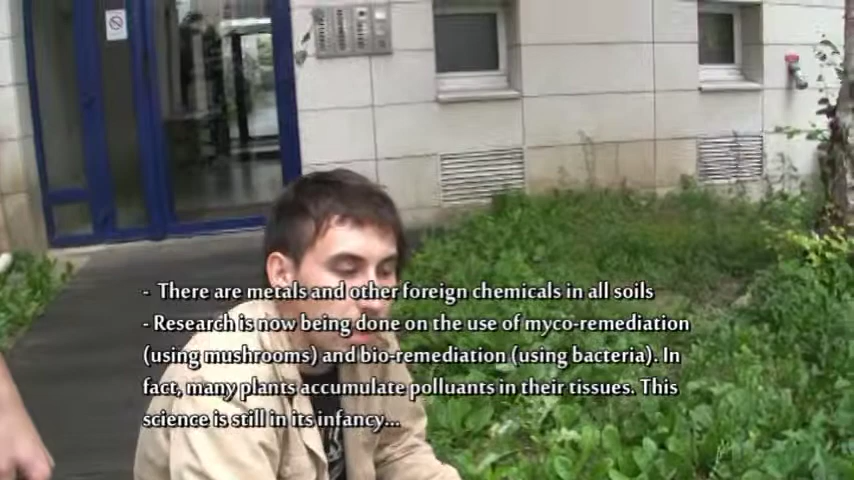 - There are metals and other foreign chemicals in all soils
- Research is now being done on the use of myco-remediation
(using mushrooms) and bio-remediation (using bacteria). In
fact, many plants accumulate polluants in their tissues. This
science is still in its infancy...